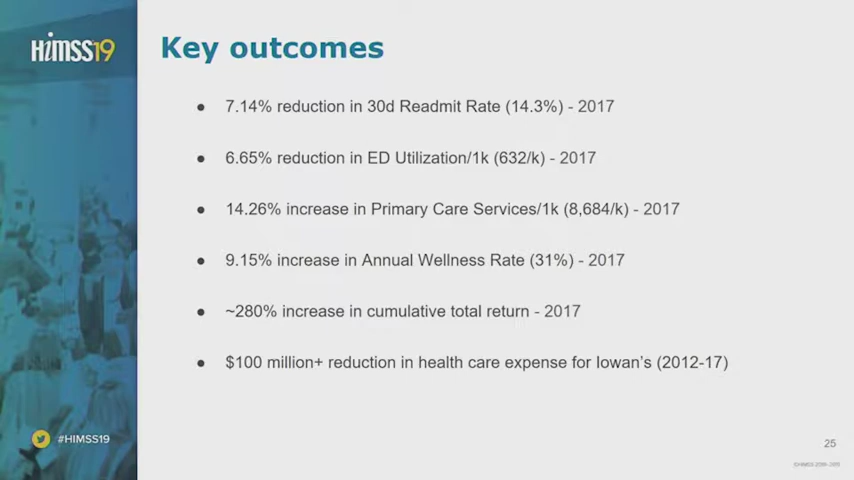 HIMSS19
Key outcomes
● 7.14% reduction in 30d Readmit Rate (14.3%) - 2017
● 6.65% reduction in ED Utilization/1k (632/k) - 2017
● 14.26% increase in Primary Care Services/1k (8,684/k) - 2017
● 9.15% increase in Annual Wellness Rate (31%) - 2017
● ~280% increase in cumulative total return - 2017
● $100 million+ reduction in health care expense for Iowan's (2012-17)
#HIMSS19
25